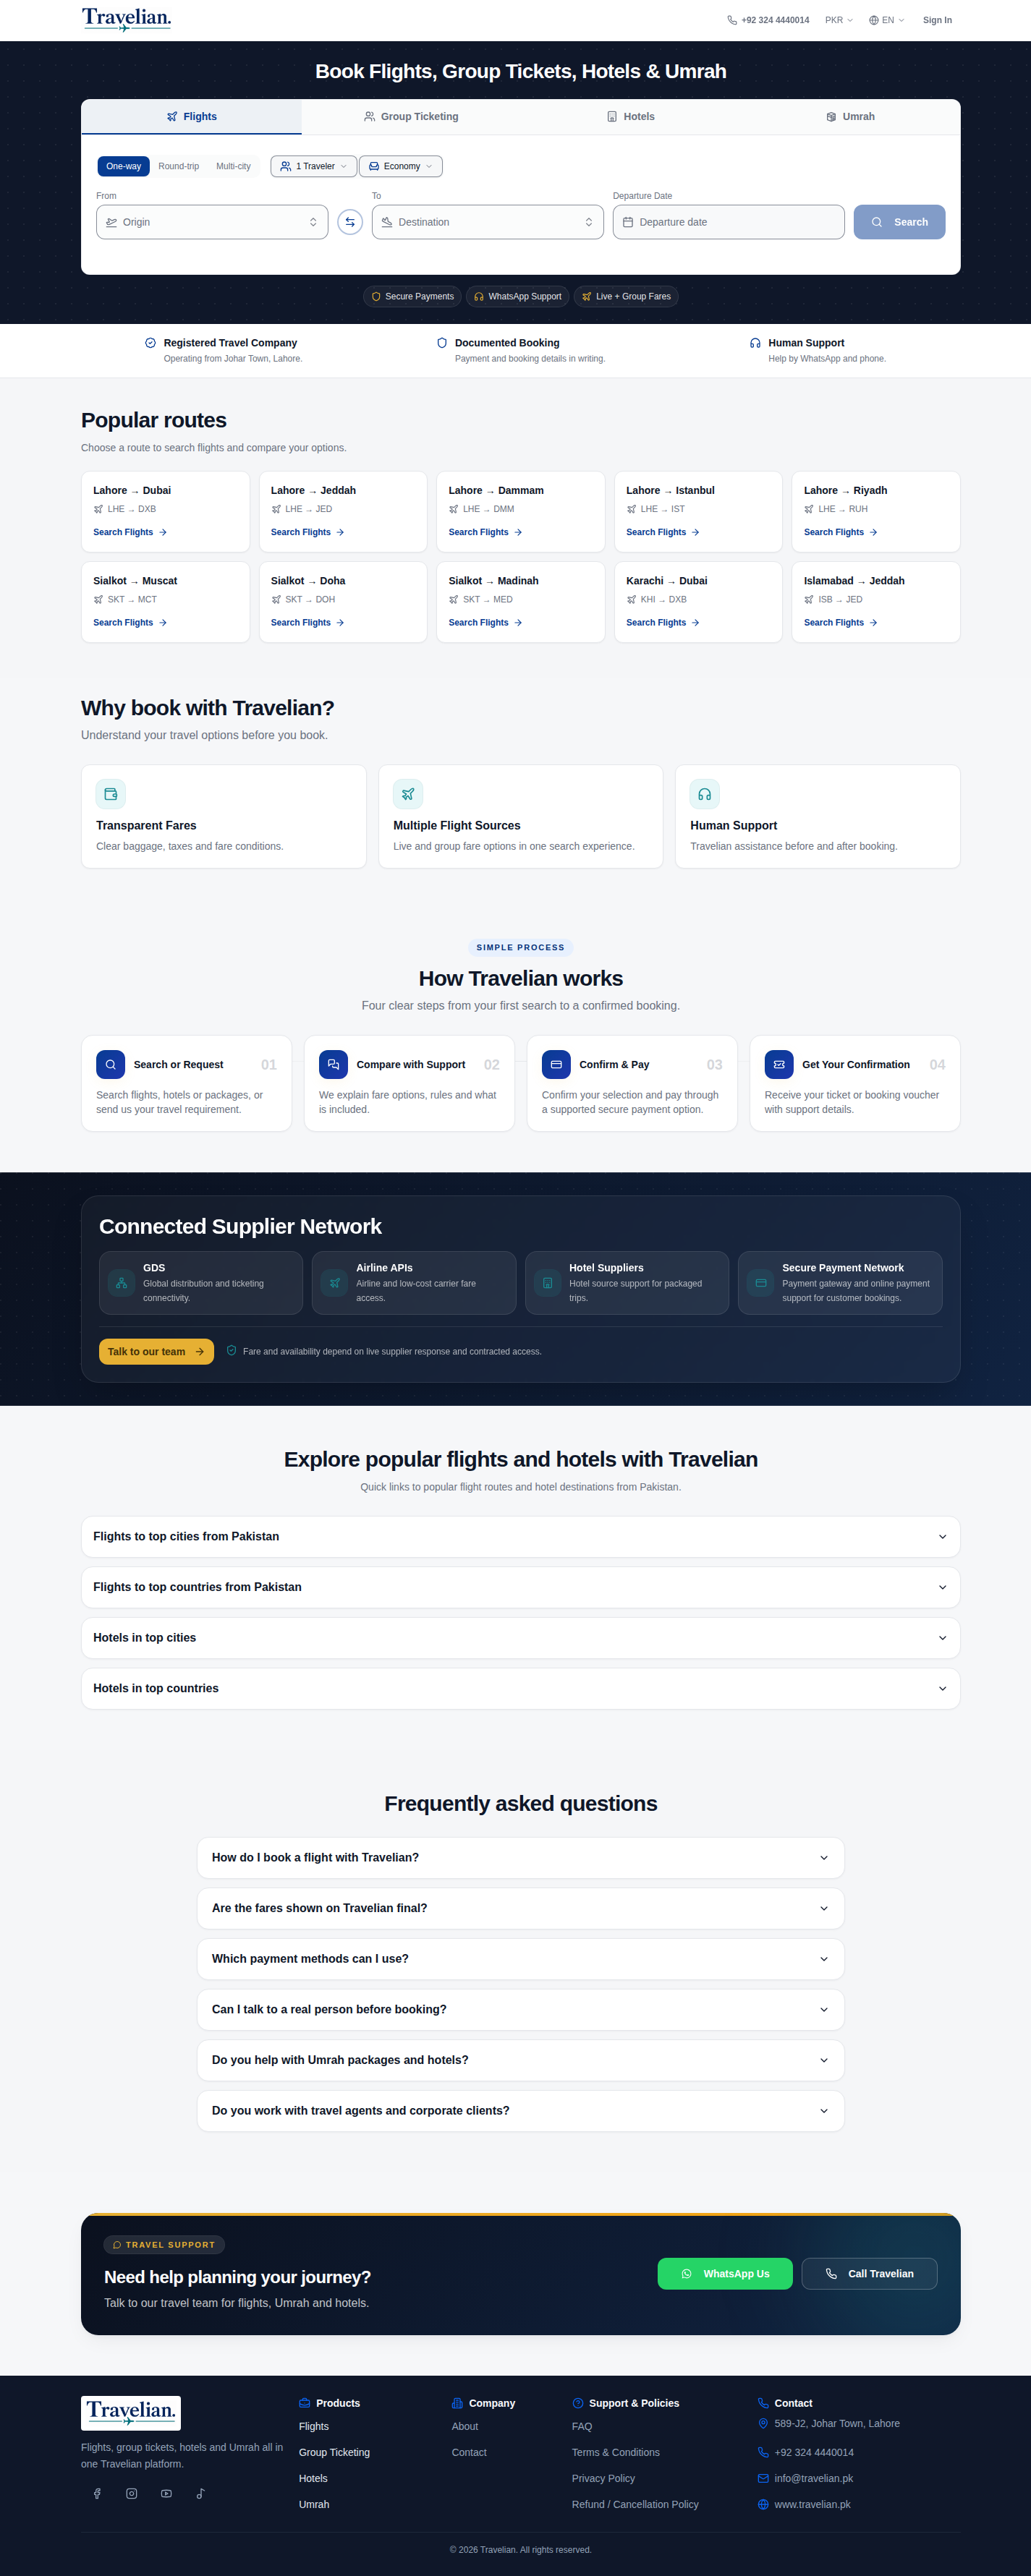 Travelian.
+92 324 4440014
PKR
EN
Sign In
Book Flights, Group Tickets, Hotels & Umrah
Flights
Group Ticketing
Hotels
Umrah
One-way
Round-trip
Multi-city
1 Traveler
Economy
From
To
Departure Date
Origin
Destination
Departure date
Search
Secure Payments
WhatsApp Support
Live + Group Fares
Registered Travel Company
Operating from Johar Town, Lahore.
Documented Booking
Payment and booking details in writing.
Human Support
Help by WhatsApp and phone.
Popular routes
Choose a route to search flights and compare your options.
Lahore → Dubai
LHE → DXB
Search Flights →
Lahore → Jeddah
LHE → JED
Search Flights →
Lahore → Dammam
LHE → DMM
Search Flights →
Lahore → Istanbul
LHE → IST
Search Flights →
Lahore → Riyadh
LHE → RUH
Search Flights →
Sialkot → Muscat
SKT → MCT
Search Flights →
Sialkot → Doha
SKT → DOH
Search Flights →
Sialkot → Madinah
SKT → MED
Search Flights →
Karachi → Dubai
KHI → DXB
Search Flights →
Islamabad → Jeddah
ISB → JED
Search Flights →
Why book with Travelian?
Understand your travel options before you book.
Transparent Fares
Clear baggage, taxes and fare conditions.
Multiple Flight Sources
Live and group fare options in one search experience.
Human Support
Travelian assistance before and after booking.
SIMPLE PROCESS
How Travelian works
Four clear steps from your first search to a confirmed booking.
Search or Request
01
Search flights, hotels or packages, or
send us your travel requirement.
Compare with Support
02
We explain fare options, rules and what
is included.
Confirm & Pay
03
Confirm your selection and pay through
a supported secure payment option.
Get Your Confirmation
04
Receive your ticket or booking voucher
with support details.
Connected Supplier Network
GDS
Global distribution and ticketing
connectivity.
Airline APIs
Airline and low-cost carrier fare
access.
Hotel Suppliers
Hotel source support for packaged
trips.
Secure Payment Network
Payment gateway and online payment
support for customer bookings.
Talk to our team →
Fare and availability depend on live supplier response and contracted access.
Explore popular flights and hotels with Travelian
Quick links to popular flight routes and hotel destinations from Pakistan.
Flights to top cities from Pakistan
Flights to top countries from Pakistan
Hotels in top cities
Hotels in top countries
Frequently asked questions
How do I book a flight with Travelian?
Are the fares shown on Travelian final?
Which payment methods can I use?
Can I talk to a real person before booking?
Do you help with Umrah packages and hotels?
Do you work with travel agents and corporate clients?
TRAVEL SUPPORT
Need help planning your journey?
Talk to our travel team for flights, Umrah and hotels.
WhatsApp Us
Call Travelian
Travelian.
Flights, group tickets, hotels and Umrah all in
one Travelian platform.
Products
Flights
Group Ticketing
Hotels
Umrah
Company
About
Contact
Support & Policies
FAQ
Terms & Conditions
Privacy Policy
Refund / Cancellation Policy
Contact
589-J2, Johar Town, Lahore
+92 324 4440014
info@travelian.pk
www.travelian.pk
© 2026 Travelian. All rights reserved.